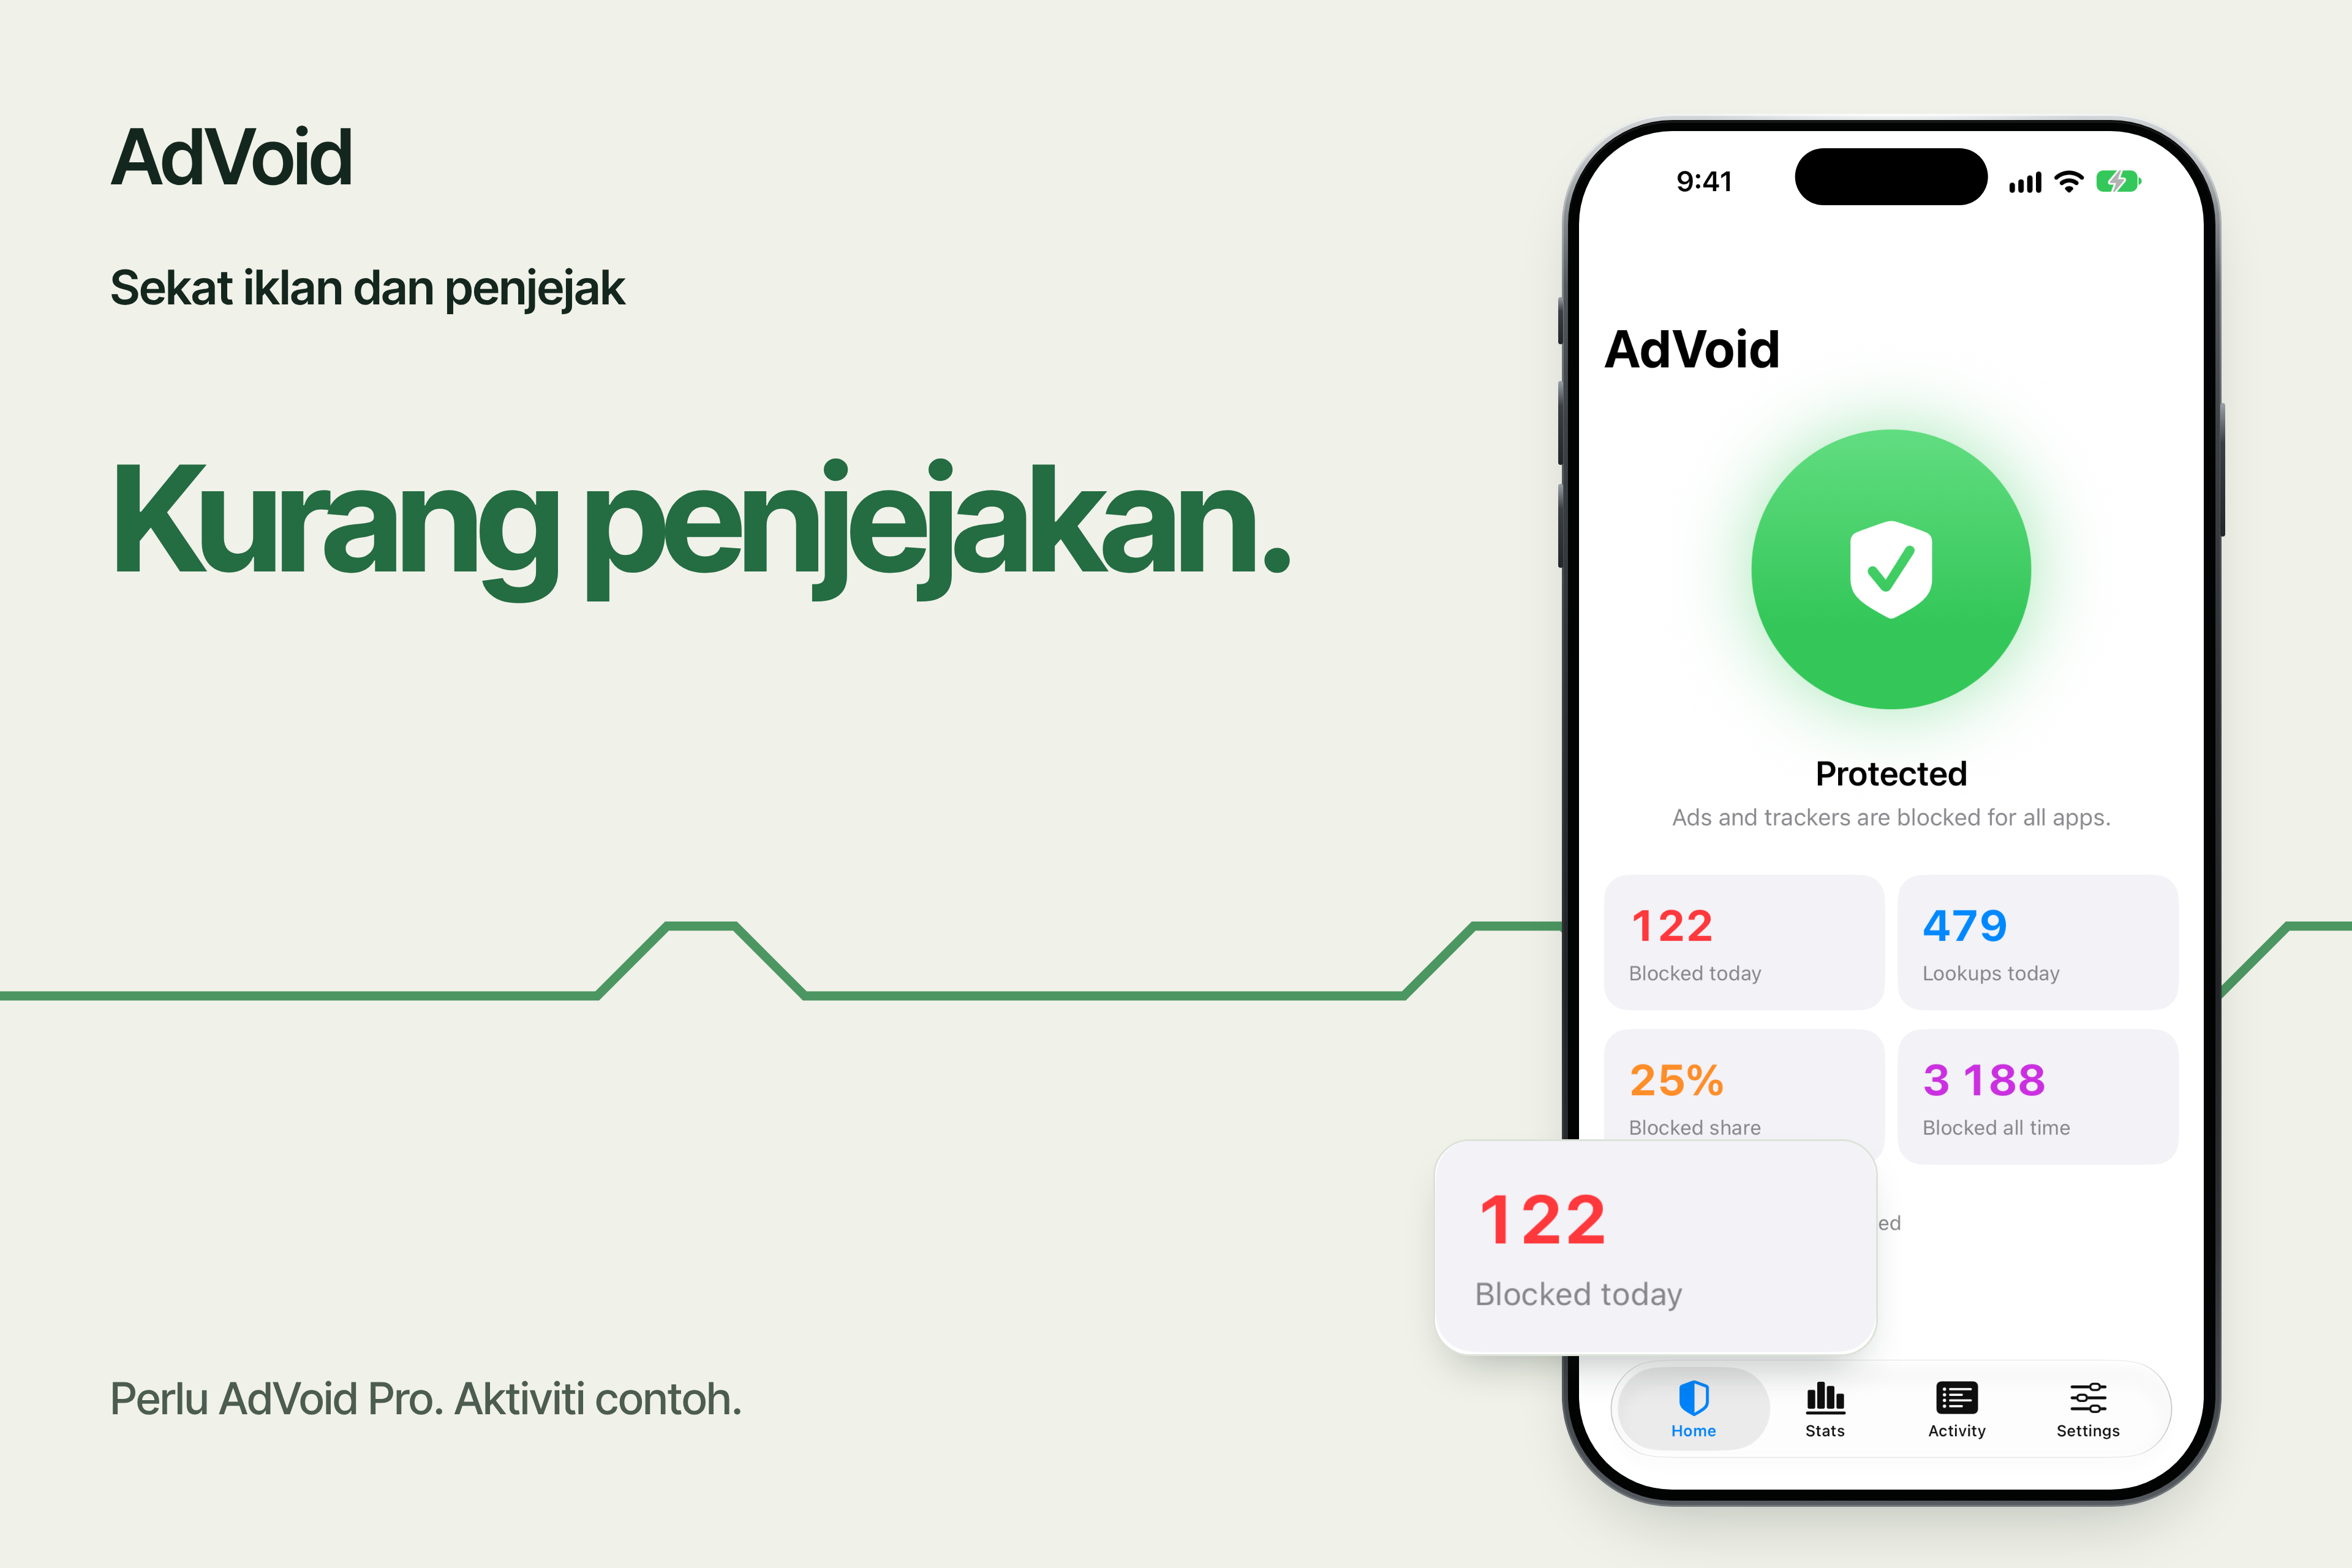 AdVoid
Sekat iklan dan penjejak
Kurang penjejakan.
Perlu AdVoid Pro. Aktiviti contoh.
9:41
AdVoid
Protected
Ads and trackers are blocked for all apps.
122
Blocked today
479
Lookups today
25%
Blocked share
3 188
Blocked all time
ed
122
Blocked today
Home
Stats
Activity
Settings